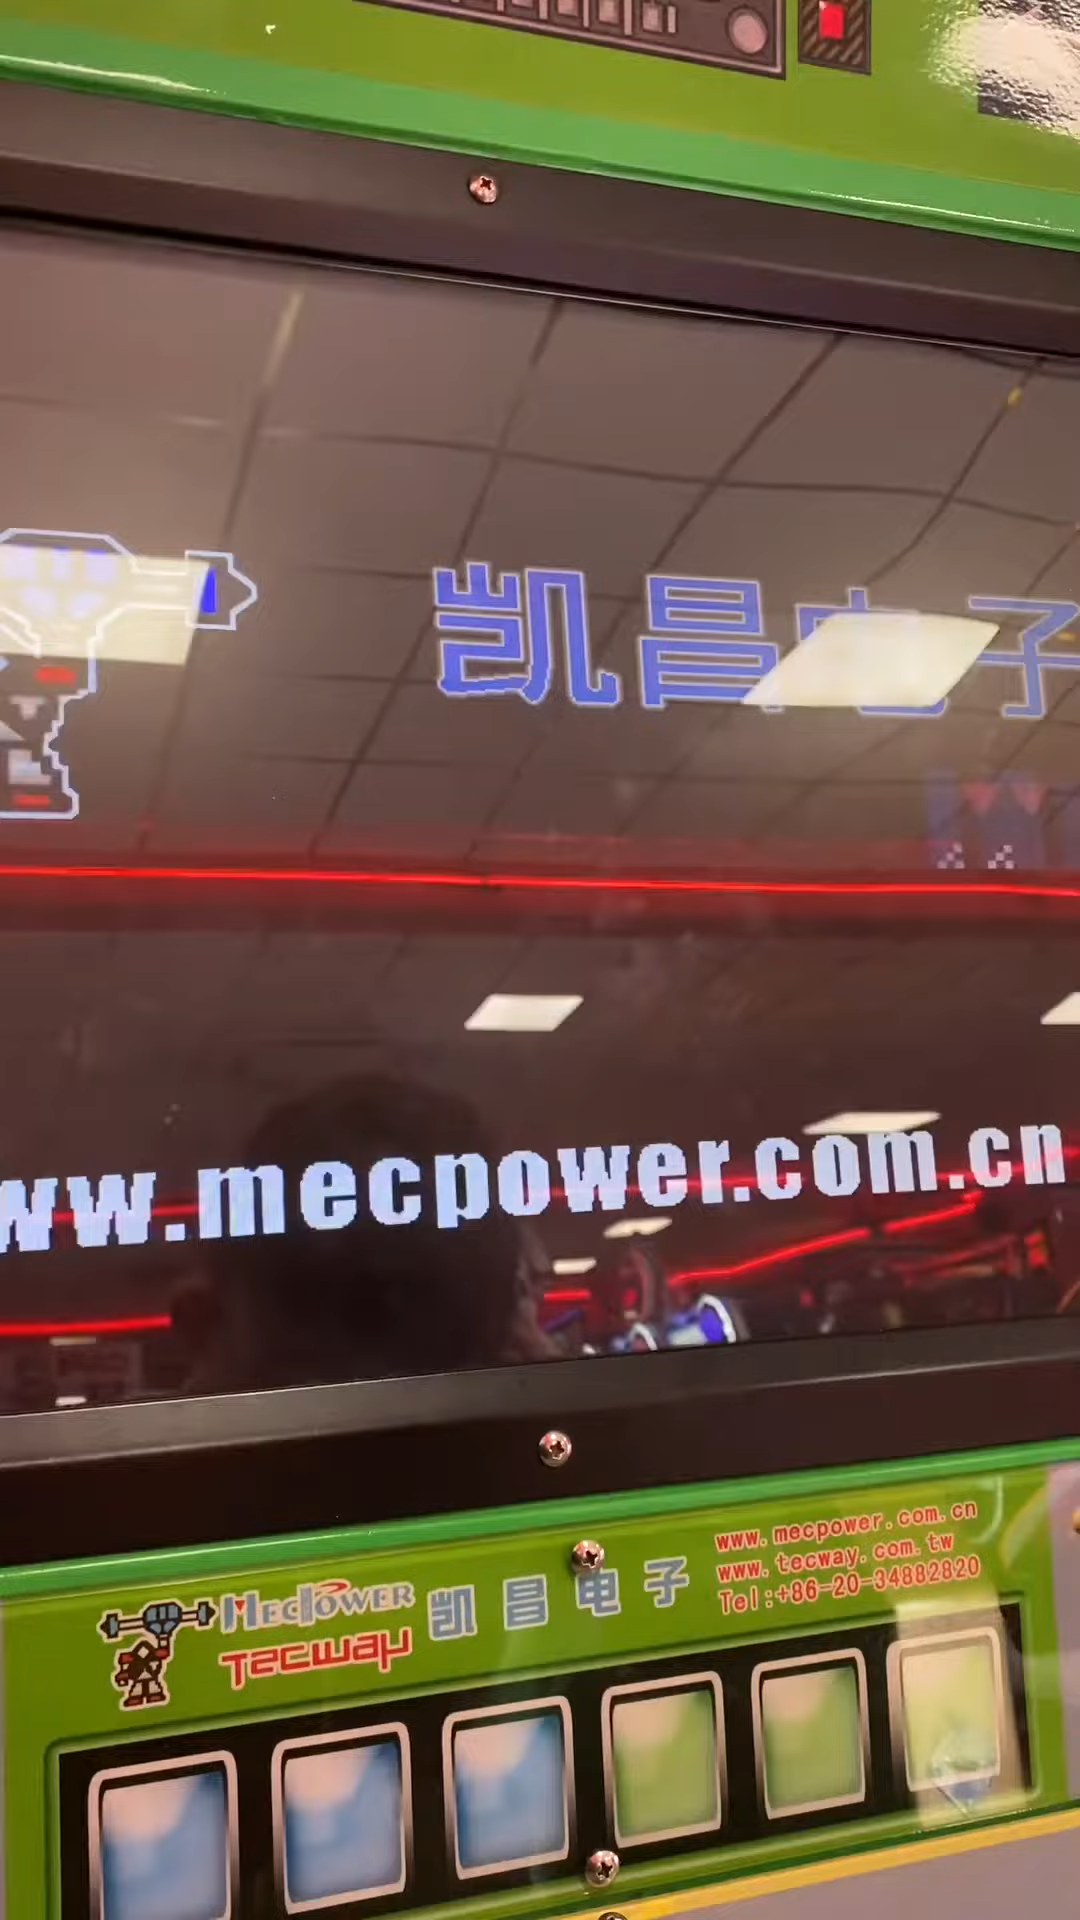 凯昌电子
ww.mecpower.com.cn
MECPOWER
TECWAY
凯昌电子
www.mecpower.com.cn
www.tecway.com.tw
Tel:+86-20-34882820